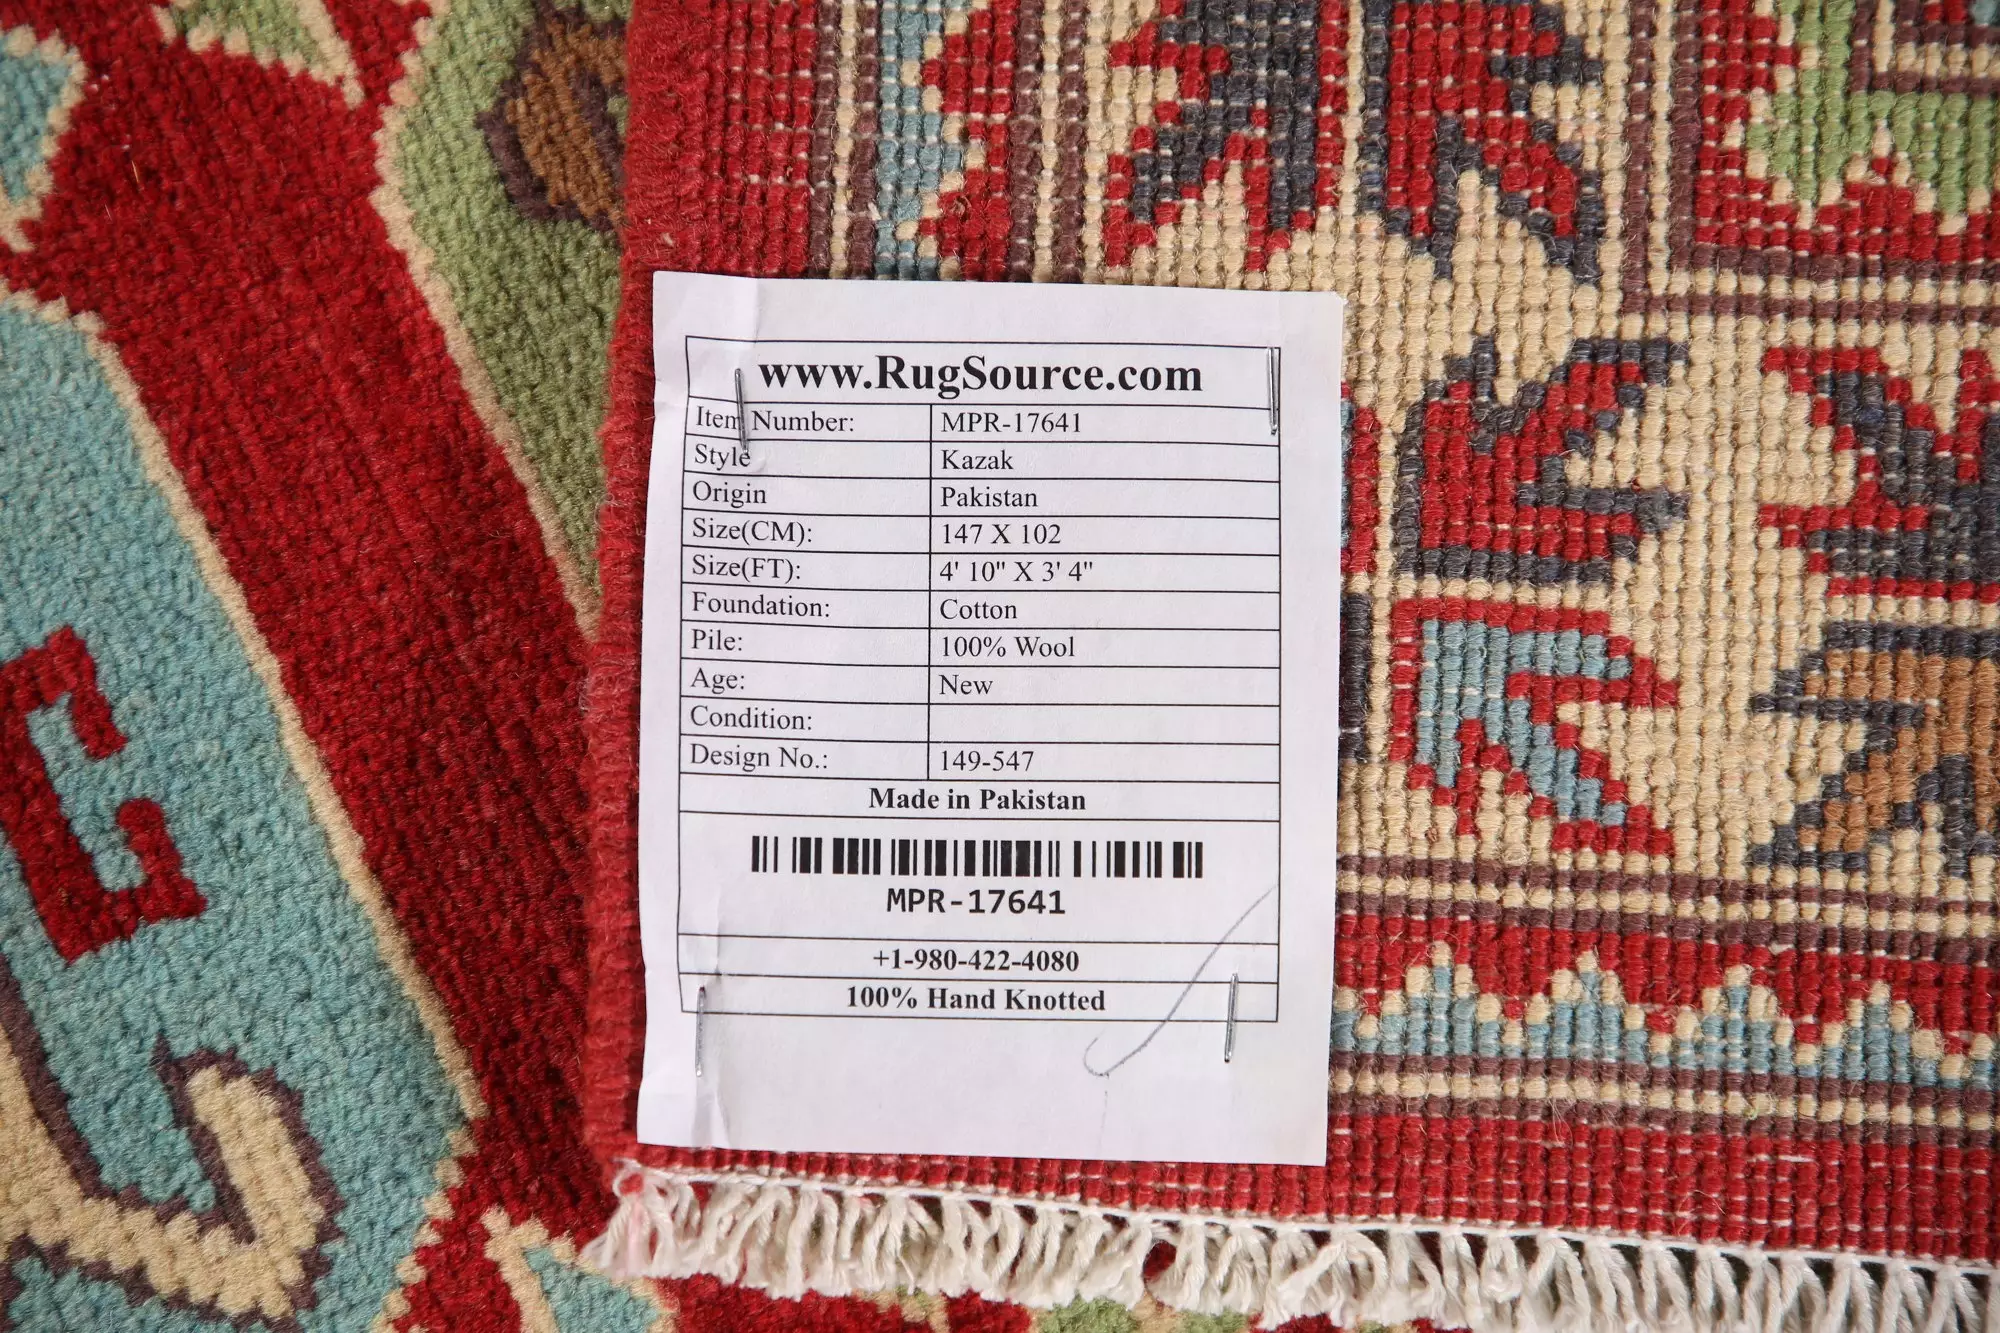 www.RugSource.com
Item Number: MPR-17641
Style Kazak
Origin Pakistan
Size(CM): 147 X 102
Size(FT): 4' 10" X 3' 4"
Foundation: Cotton
Pile: 100% Wool
Age: New
Condition:
Design No.: 149-547
Made in Pakistan
MPR-17641
+1-980-422-4080
100% Hand Knotted